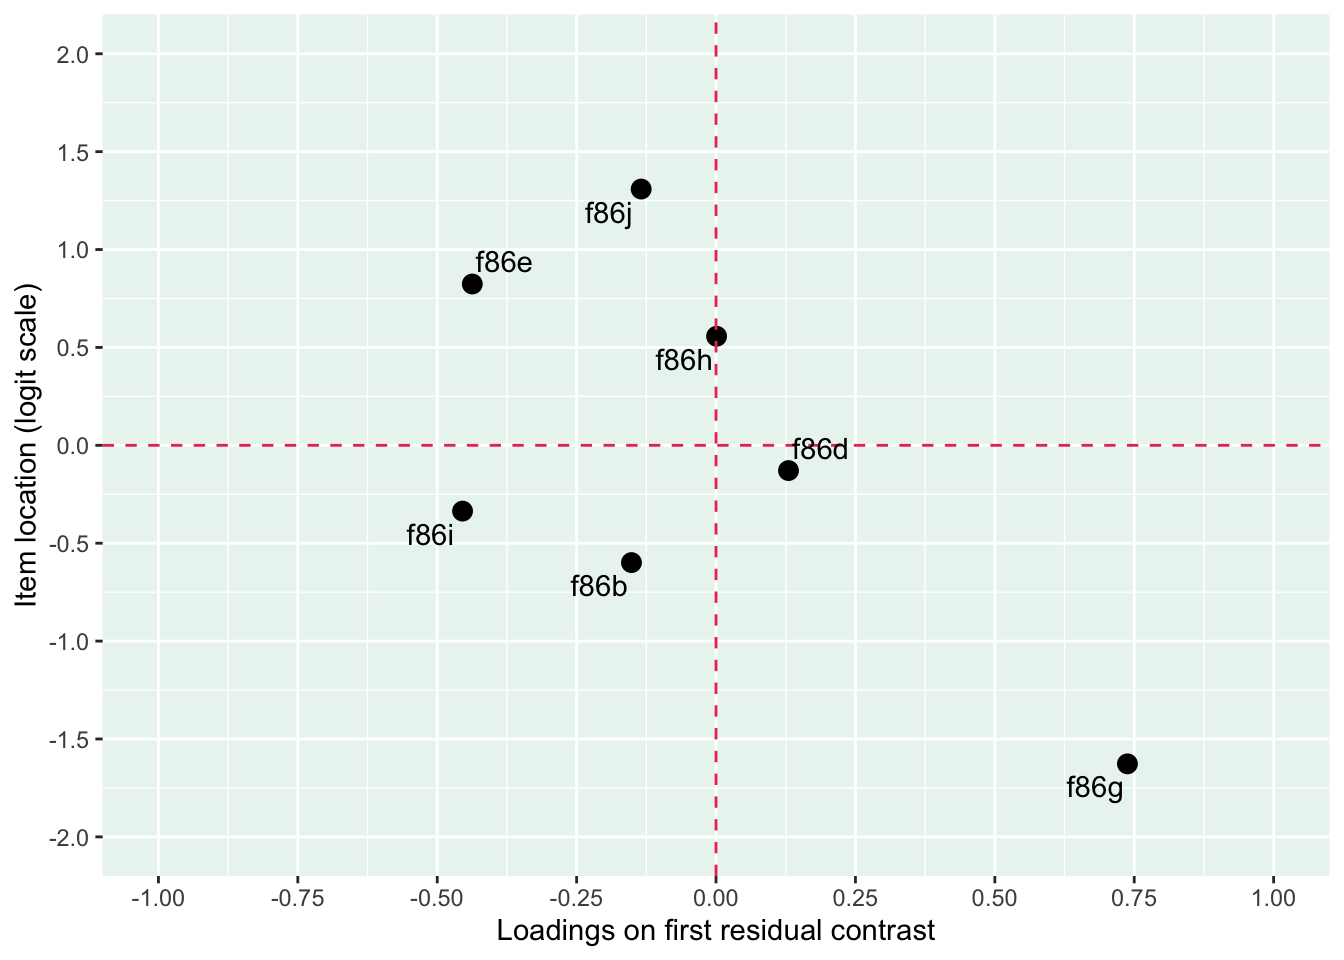 2.0
1.5
1.0
0.5
0.0
-0.5
-1.0
-1.5
-2.0
Item location (logit scale)
f86j
f86e
f86h
f86d
f86i
f86b
f86g
-1.00 -0.75 -0.50 -0.25 0.00 0.25 0.50 0.75 1.00
Loadings on first residual contrast